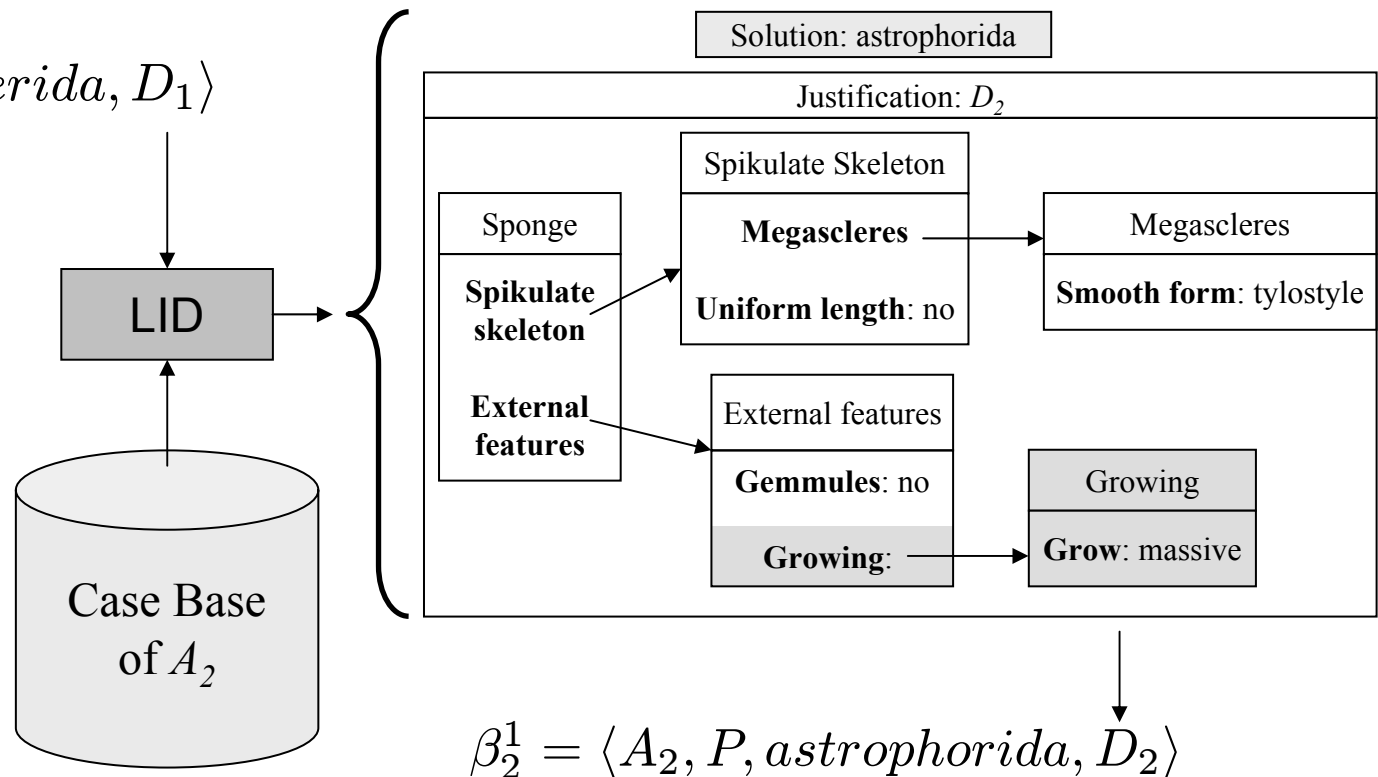 Solution: astrophorida
erida, D₁⟩
Justification: D₂
Spikulate Skeleton
Megascleres
Uniform length: no
Sponge
Spikulate
skeleton
External
features
Megascleres
Smooth form: tylostyle
LID
External features
Gemmules: no
Growing:
Growing
Grow: massive
Case Base
of A₂
β₂¹ = ⟨A₂, P, astrophorida, D₂⟩